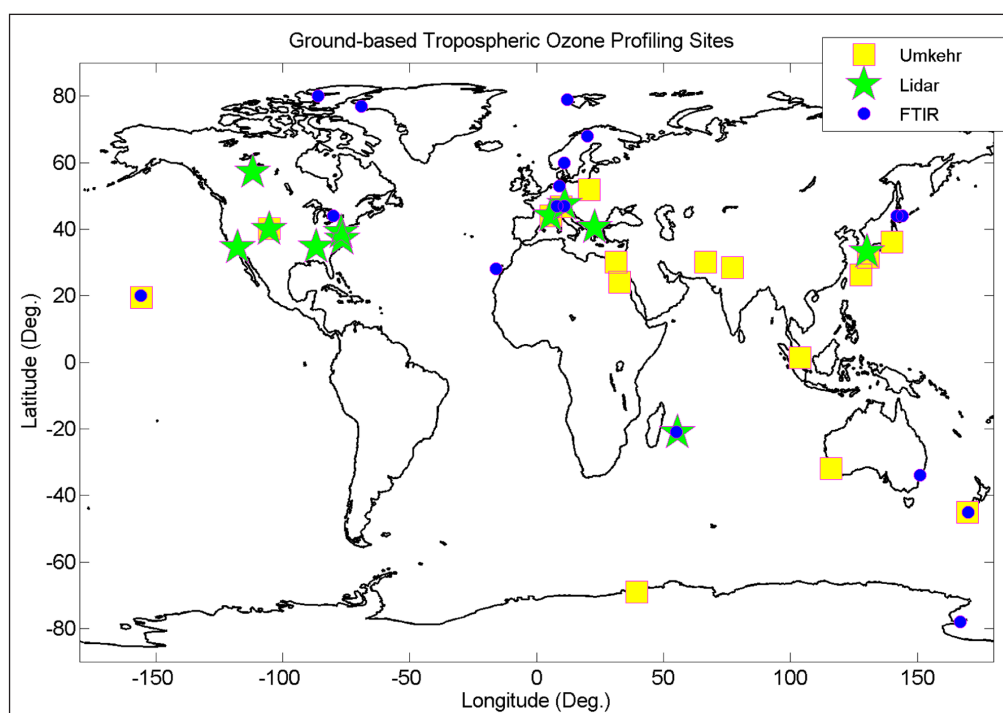 Ground-based Tropospheric Ozone Profiling Sites
Umkehr
Lidar
FTIR
80
60
40
20
0
-20
-40
-60
-80
Latitude (Deg.)
-150 -100 -50 0 50 100 150
Longitude (Deg.)